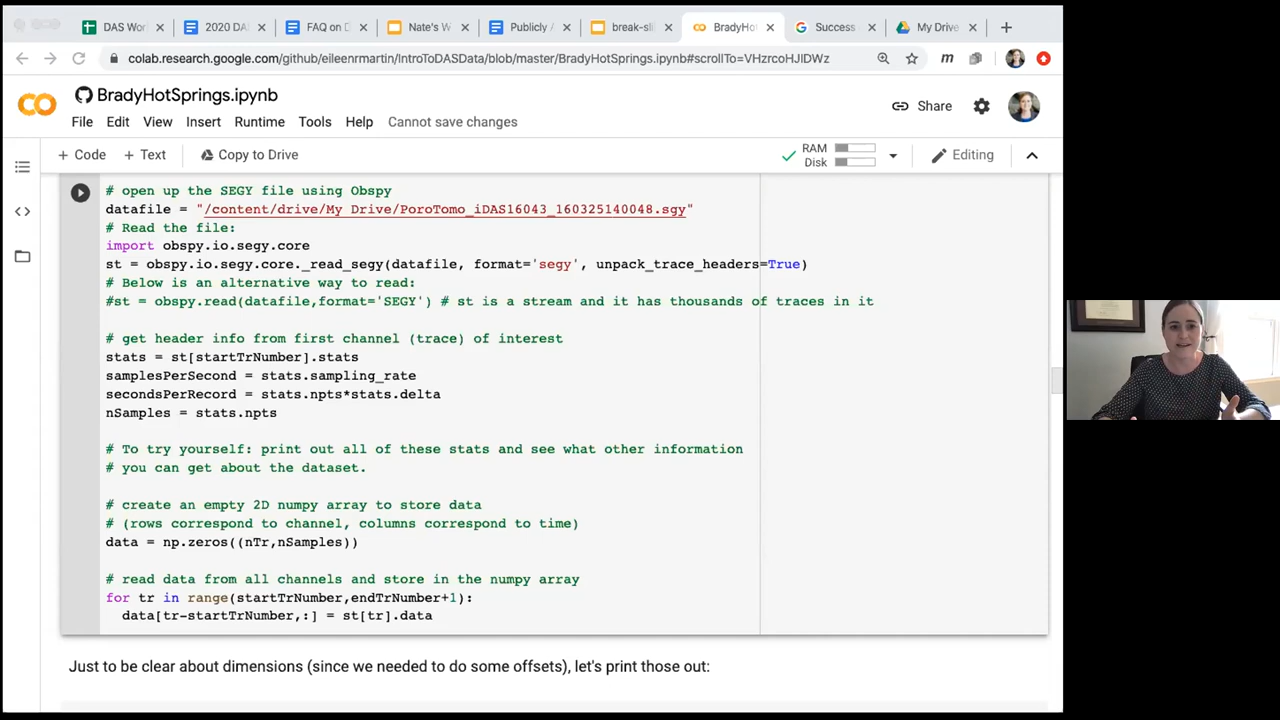 DAS Wor
2020 DA
FAQ on D
Nate's W
Publicly A
break-sli
BradyHo
Success
My Drive
colab.research.google.com/github/eileenrmartin/IntroToDASData/blob/master/BradyHotSprings.ipynb#scrollTo=VHzrcoHJIDWz
m
CO BradyHotSprings.ipynb
Share
File Edit View Insert Runtime Tools Help Cannot save changes
+ Code + Text Copy to Drive
RAM
Disk
Editing
# open up the SEGY file using Obspy
datafile = "/content/drive/My Drive/PoroTomo_iDAS16043_160325140048.sgy"
# Read the file:
import obspy.io.segy.core
st = obspy.io.segy.core._read_segy(datafile, format='segy', unpack_trace_headers=True)
# Below is an alternative way to read:
#st = obspy.read(datafile,format='SEGY') # st is a stream and it has thousands of traces in it
# get header info from first channel (trace) of interest
stats = st[startTrNumber].stats
samplesPerSecond = stats.sampling_rate
secondsPerRecord = stats.npts*stats.delta
nSamples = stats.npts
# To try yourself: print out all of these stats and see what other information
# you can get about the dataset.
# create an empty 2D numpy array to store data
# (rows correspond to channel, columns correspond to time)
data = np.zeros((nTr,nSamples))
# read data from all channels and store in the numpy array
for tr in range(startTrNumber,endTrNumber+1):
data[tr-startTrNumber,:] = st[tr].data
Just to be clear about dimensions (since we needed to do some offsets), let's print those out: